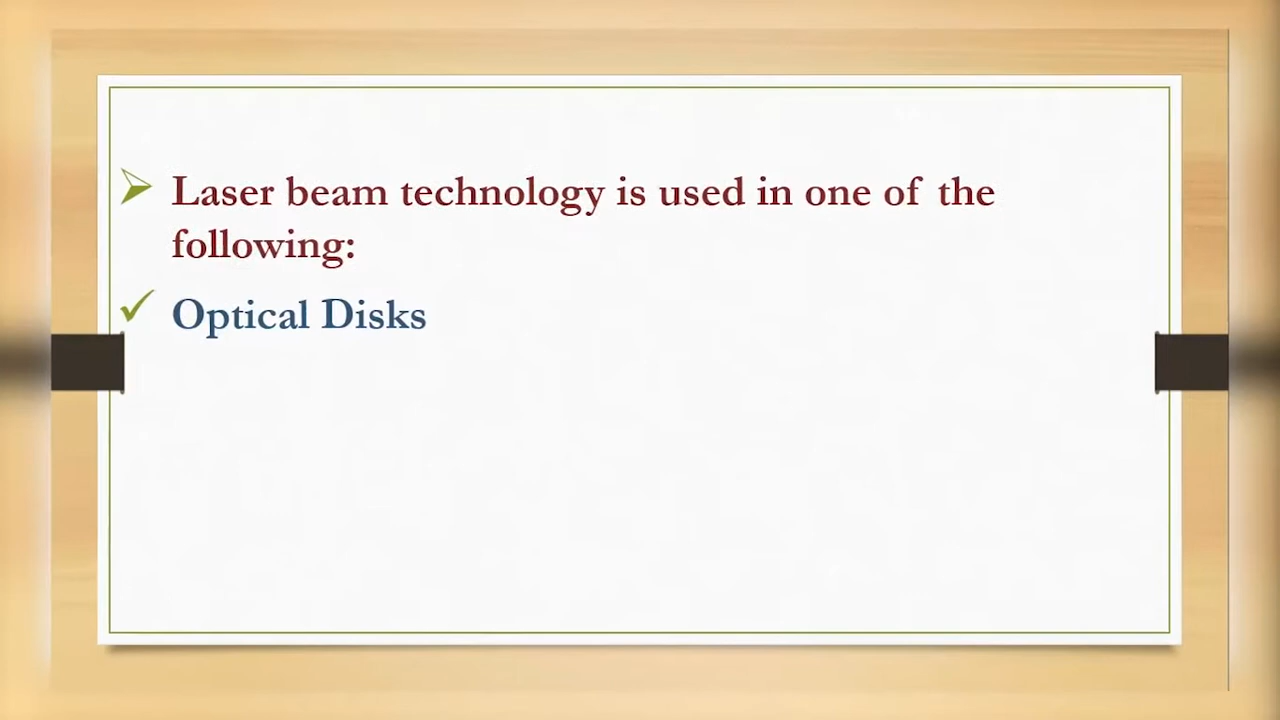 Laser beam technology is used in one of the
following:
Optical Disks